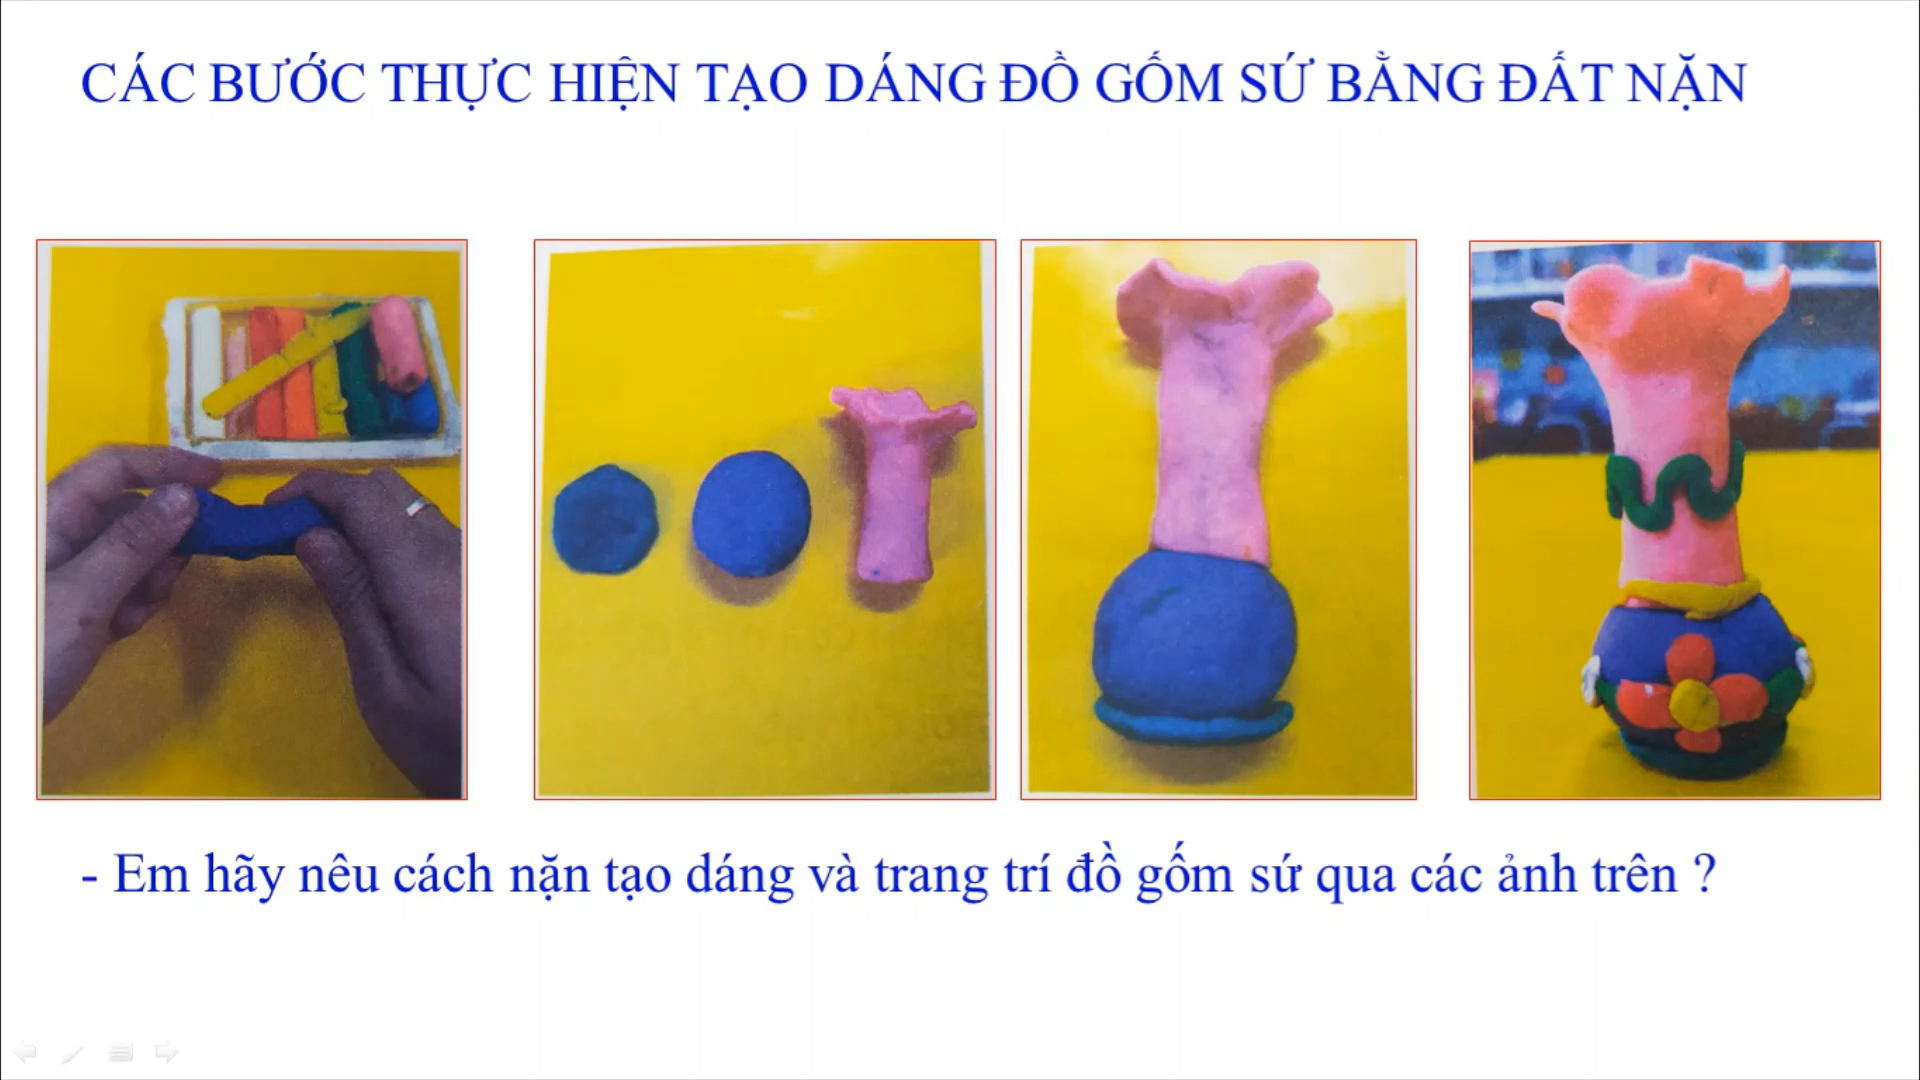 CÁC BƯỚC THỰC HIỆN TẠO DÁNG ĐỒ GỐM SỨ BẰNG ĐẤT NẶN
- Em hãy nêu cách nặn tạo dáng và trang trí đồ gốm sứ qua các ảnh trên ?